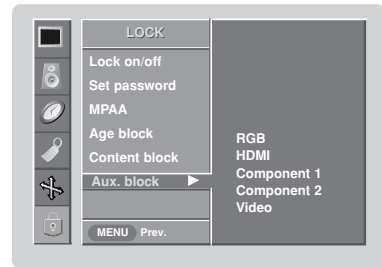 LOCK
Lock on/off
Set password
MPAA
Age block
Content block
Aux. block
MENU Prev.
RGB
HDMI
Component 1
Component 2
Video